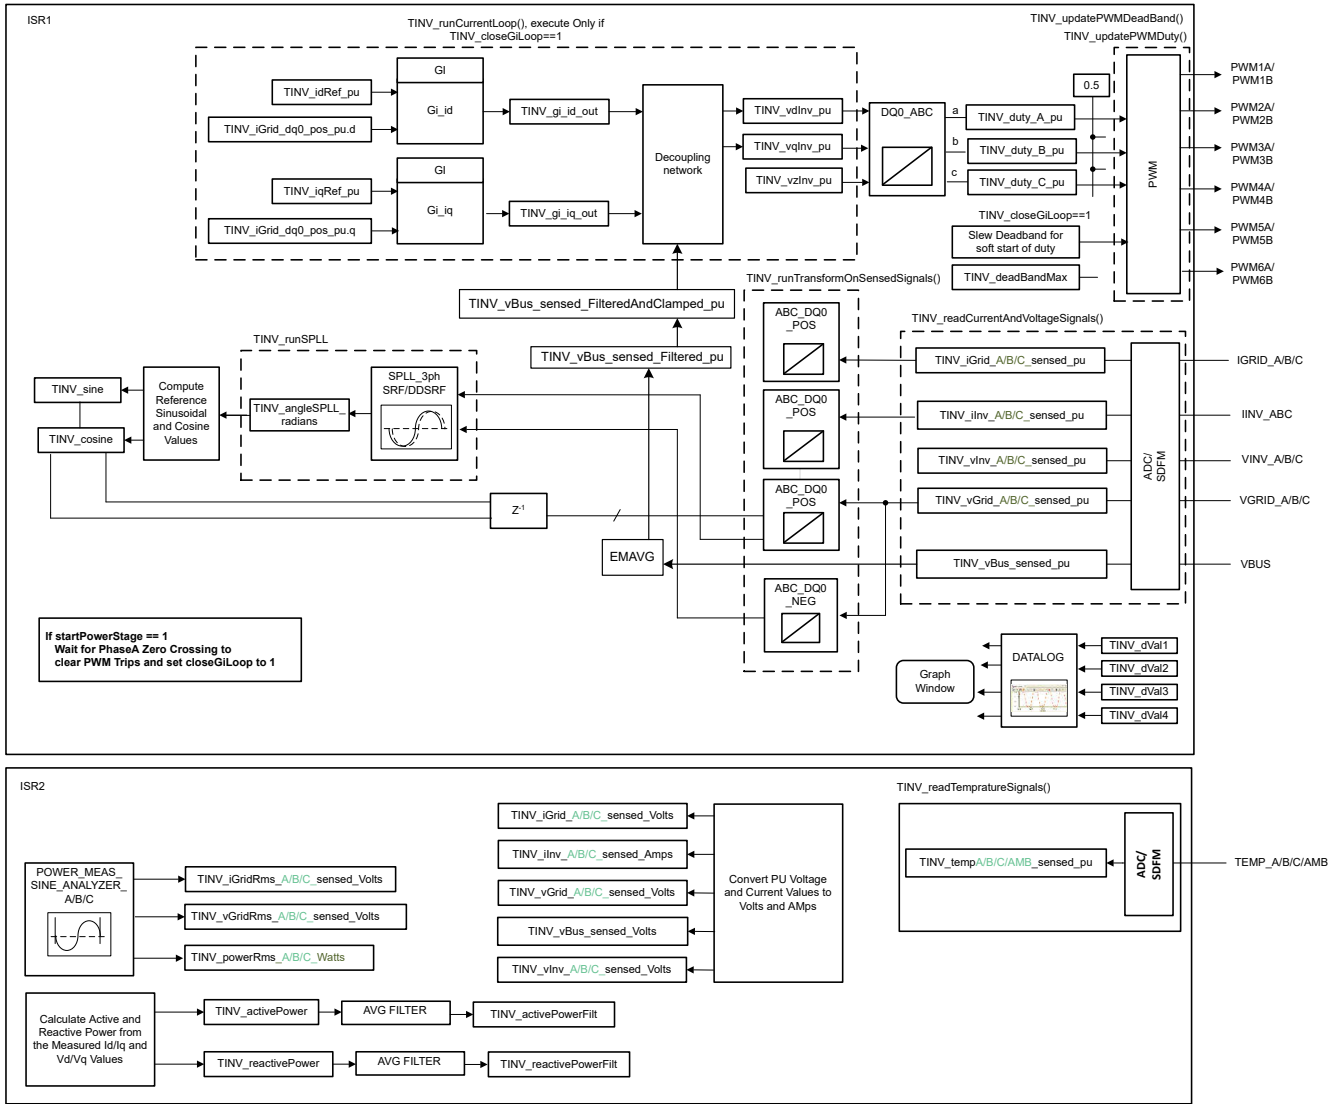 ISR1
TINV_runCurrentLoop(), execute Only if
TINV_closeGiLoop==1
TINV_updatePWMDeadBand()
TINV_updatePWMDuty()
GI
Gi_id
TINV_idRef_pu
TINV_iGrid_dq0_pos_pu.d
TINV_gi_id_out
GI
Gi_iq
TINV_iqRef_pu
TINV_iGrid_dq0_pos_pu.q
TINV_gi_iq_out
Decoupling
network
TINV_vdInv_pu
TINV_vqInv_pu
TINV_vzInv_pu
DQ0_ABC
a
b
c
TINV_duty_A_pu
TINV_duty_B_pu
TINV_duty_C_pu
0.5
PWM
PWM1A/
PWM1B
PWM2A/
PWM2B
PWM3A/
PWM3B
PWM4A/
PWM4B
PWM5A/
PWM5B
PWM6A/
PWM6B
TINV_closeGiLoop==1
Slew Deadband for
soft start of duty
TINV_deadBandMax
TINV_runTransformOnSensedSignals()
TINV_vBus_sensed_FilteredAndClamped_pu
TINV_vBus_sensed_Filtered_pu
ABC_DQ0
_POS
ABC_DQ0
_POS
ABC_DQ0
_POS
ABC_DQ0
_NEG
TINV_readCurrentAndVoltageSignals()
TINV_iGrid_A/B/C_sensed_pu
TINV_iInv_A/B/C_sensed_pu
TINV_vInv_A/B/C_sensed_pu
TINV_vGrid_A/B/C_sensed_pu
TINV_vBus_sensed_pu
ADC/
SDFM
IGRID_A/B/C
IINV_ABC
VINV_A/B/C
VGRID_A/B/C
VBUS
TINV_runSPLL
SPLL_3ph
SRF/DDSRF
TINV_angleSPLL_
radians
Compute
Reference
Sinusoidal
and Cosine
Values
TINV_sine
TINV_cosine
Z-1
EMAVG
If startPowerStage == 1
Wait for PhaseA Zero Crossing to
clear PWM Trips and set closeGiLoop to 1
Graph
Window
DATALOG
TINV_dVal1
TINV_dVal2
TINV_dVal3
TINV_dVal4
ISR2
POWER_MEAS_
SINE_ANALYZER_
A/B/C
TINV_iGridRms_A/B/C_sensed_Volts
TINV_vGridRms_A/B/C_sensed_Volts
TINV_powerRms_A/B/C_Watts
Calculate Active and
Reactive Power from
the Measured Id/Iq and
Vd/Vq Values
TINV_activePower
AVG FILTER
TINV_activePowerFilt
TINV_reactivePower
AVG FILTER
TINV_reactivePowerFilt
TINV_iGrid_A/B/C_sensed_Volts
TINV_iInv_A/B/C_sensed_Amps
TINV_vGrid_A/B/C_sensed_Volts
TINV_vBus_sensed_Volts
TINV_vInv_A/B/C_sensed_Volts
Convert PU Voltage
and Current Values to
Volts and AMps
TINV_readTempratureSignals()
TINV_tempA/B/C/AMB_sensed_pu
ADC/
SDFM
TEMP_A/B/C/AMB